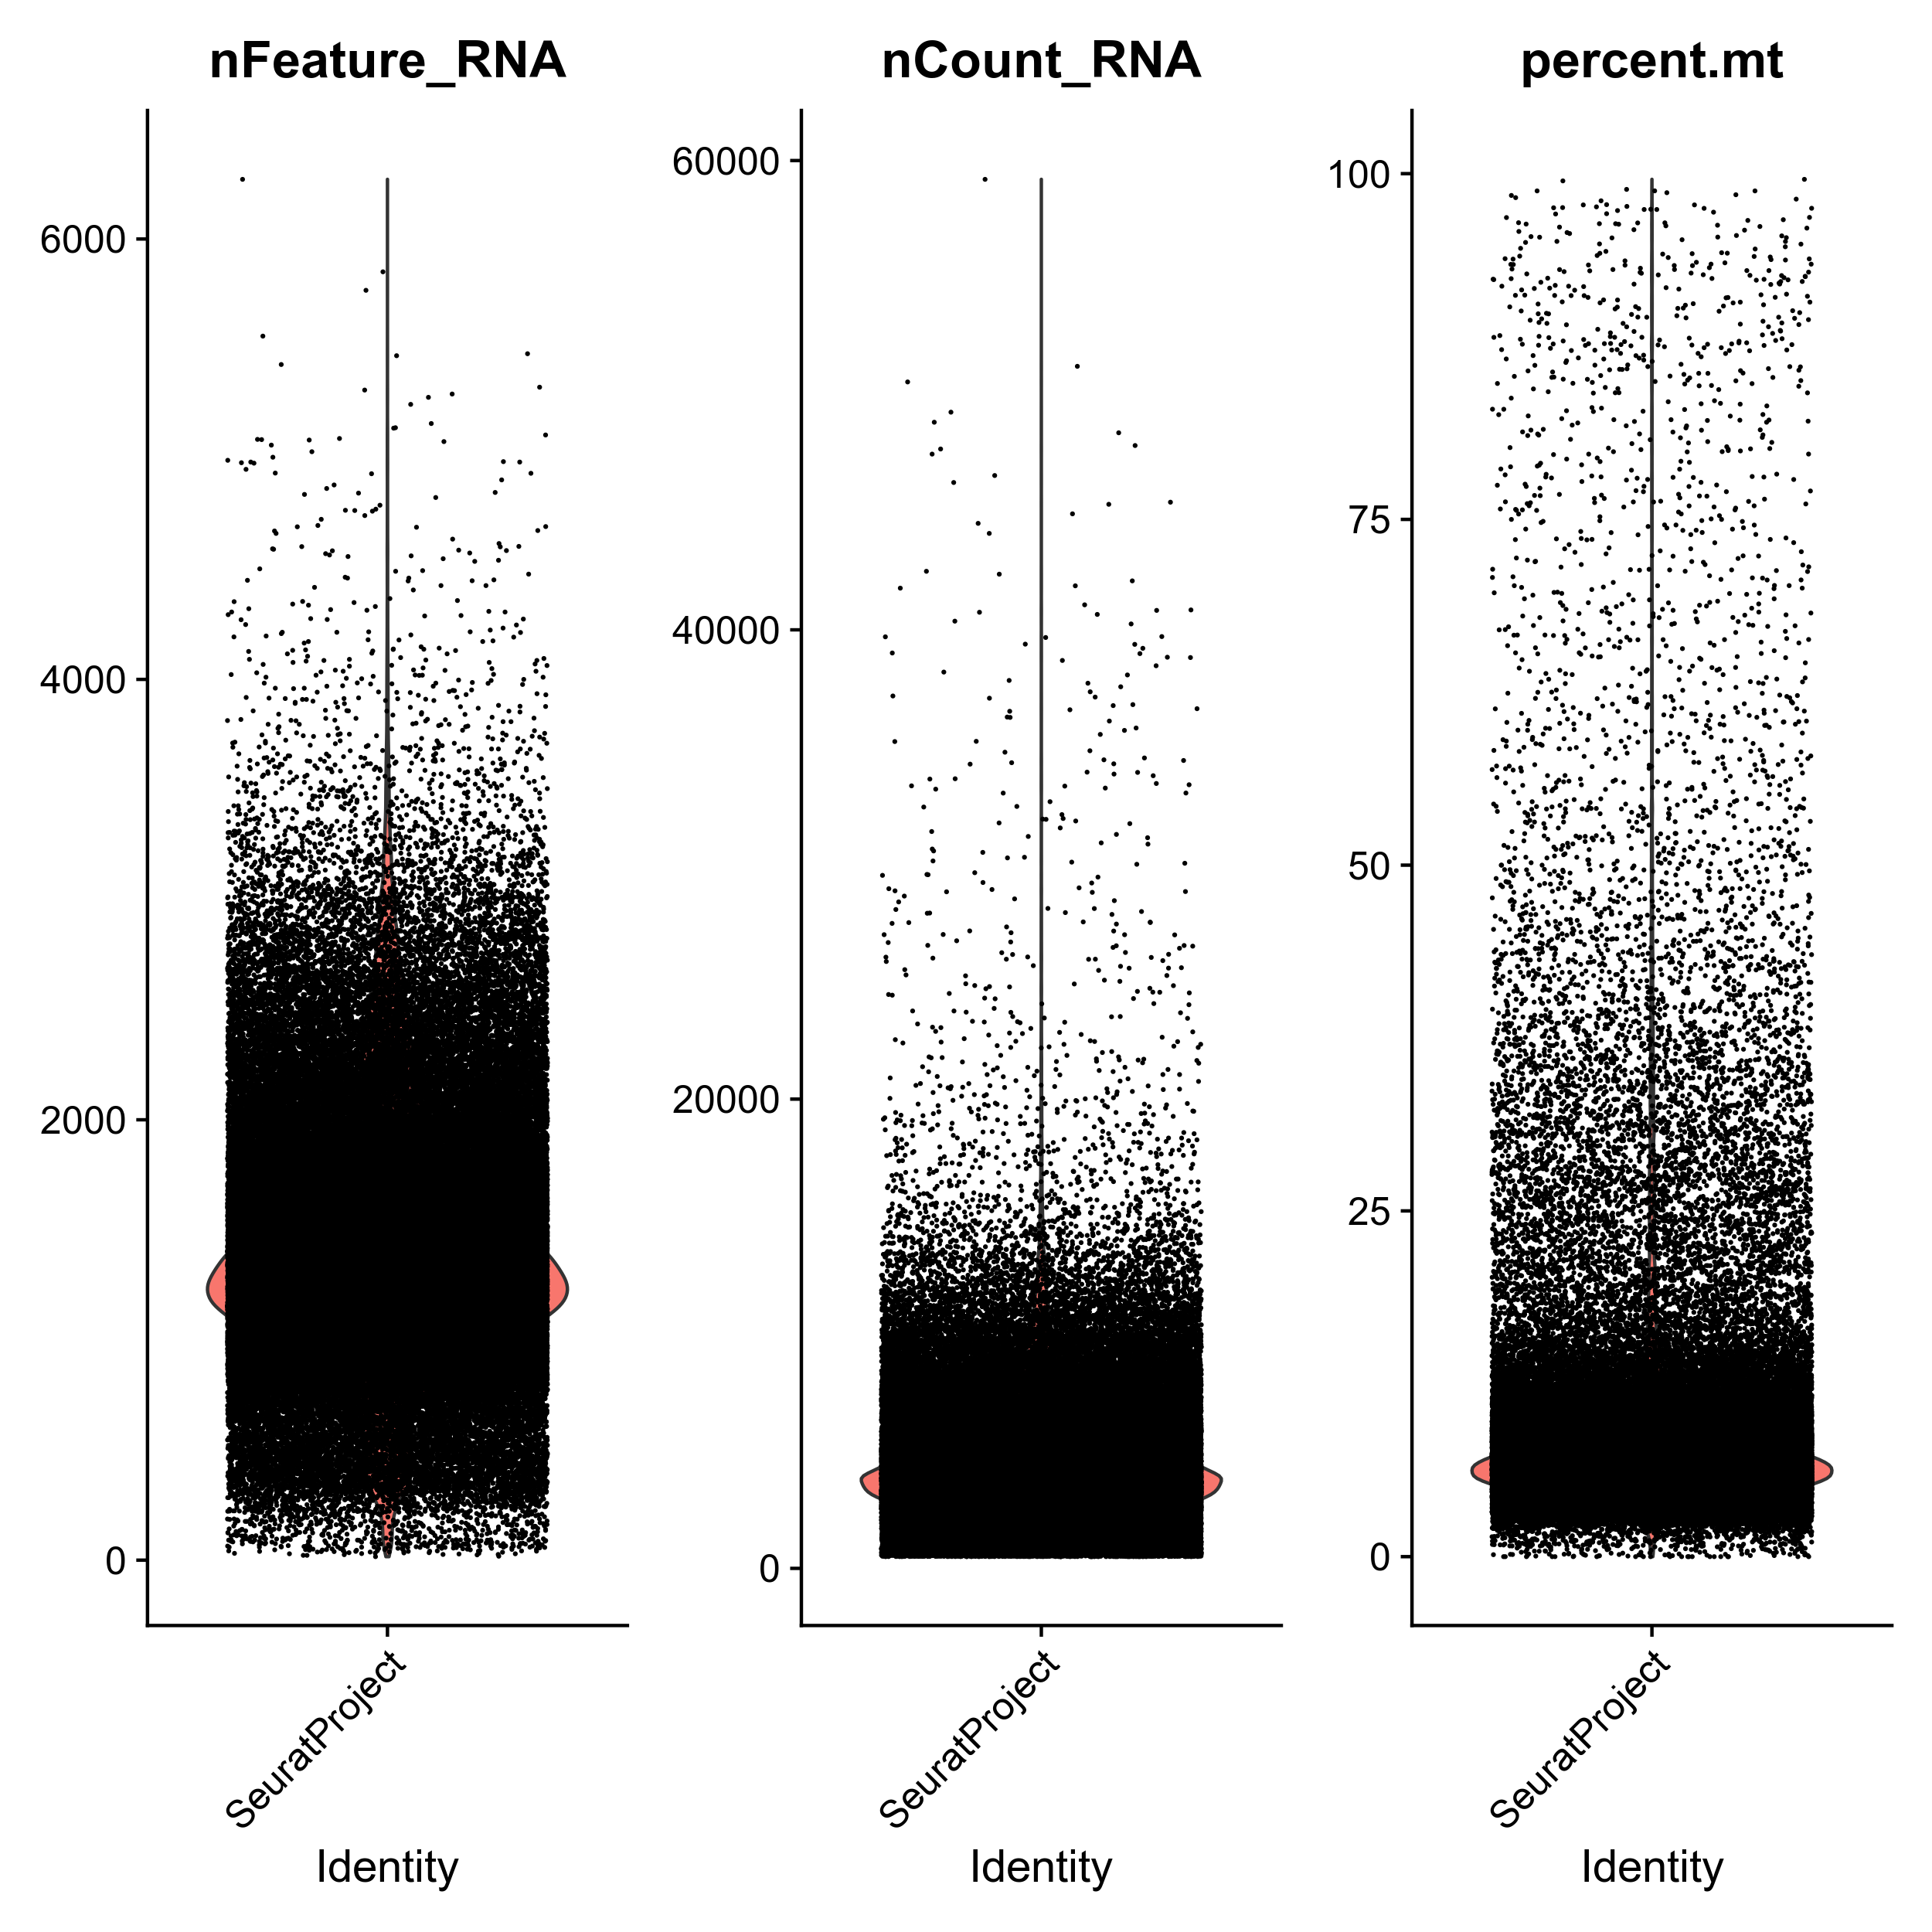 nFeature_RNA
6000
4000
2000
0
SeuratProject
Identity
nCount_RNA
60000
40000
20000
0
SeuratProject
Identity
percent.mt
100
75
50
25
0
SeuratProject
Identity